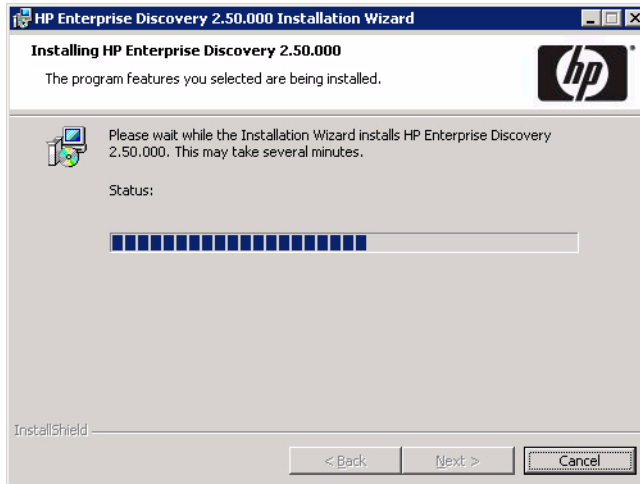 HP Enterprise Discovery 2.50.000 Installation Wizard
Installing HP Enterprise Discovery 2.50.000
The program features you selected are being installed.
hp
Please wait while the Installation Wizard installs HP Enterprise Discovery
2.50.000. This may take several minutes.
Status:
InstallShield
< Back
Next >
Cancel